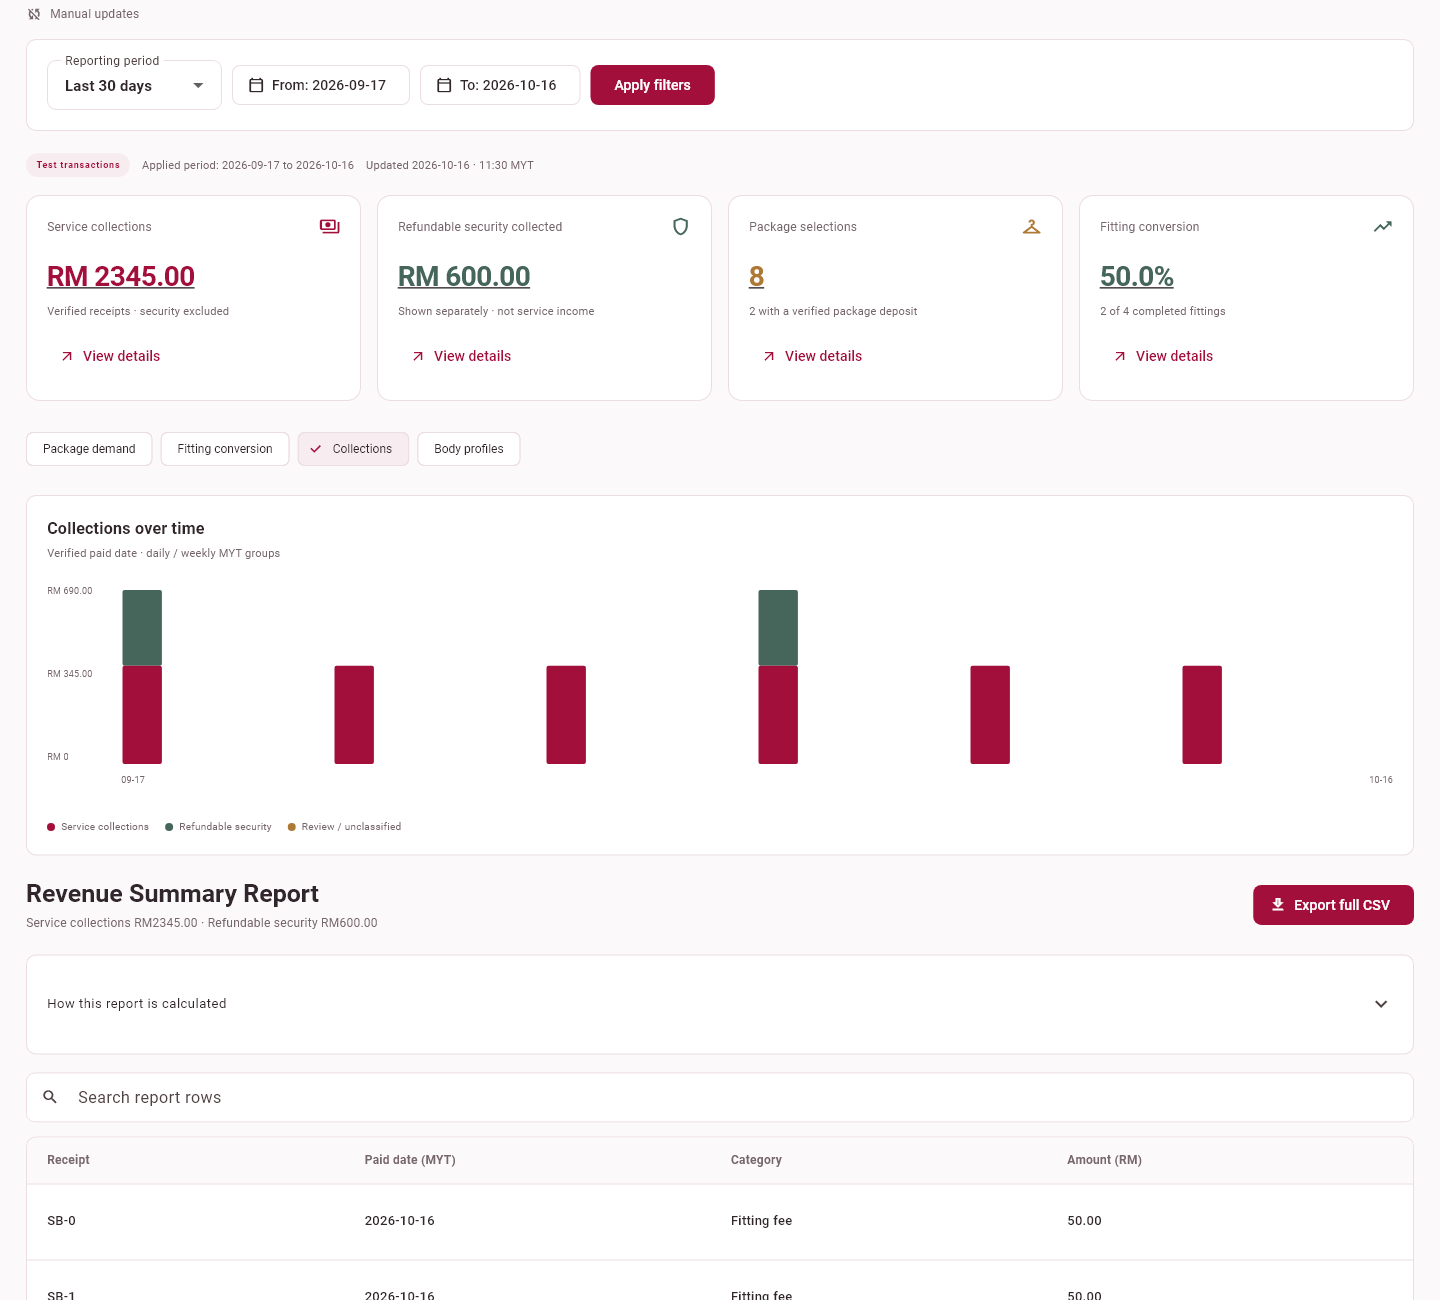 Manual updates
Reporting period
Last 30 days
From: 2026-09-17
To: 2026-10-16
Apply filters
Test transactions
Applied period: 2026-09-17 to 2026-10-16
Updated 2026-10-16 · 11:30 MYT
Service collections
RM 2345.00
Verified receipts · security excluded
View details
Refundable security collected
RM 600.00
Shown separately · not service income
View details
Package selections
8
2 with a verified package deposit
View details
Fitting conversion
50.0%
2 of 4 completed fittings
View details
Package demand
Fitting conversion
Collections
Body profiles
Collections over time
Verified paid date · daily / weekly MYT groups
RM 690.00
RM 345.00
RM 0
09-17
10-16
Service collections
Refundable security
Review / unclassified
Revenue Summary Report
Service collections RM2345.00 · Refundable security RM600.00
Export full CSV
How this report is calculated
Search report rows
Receipt
Paid date (MYT)
Category
Amount (RM)
SB-0
2026-10-16
Fitting fee
50.00
SB-1
2026-10-16
Fitting fee
50.00